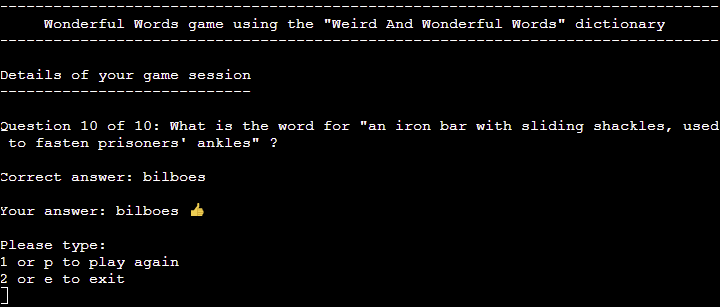 --------------------------------------------------------------------------------
Wonderful Words game using the "Weird And Wonderful Words" dictionary
--------------------------------------------------------------------------------
Details of your game session
----------------------------
Question 10 of 10: What is the word for "an iron bar with sliding shackles, used
to fasten prisoners' ankles" ?
Correct answer: bilboes
Your answer: bilboes 👍
Please type:
1 or p to play again
2 or e to exit